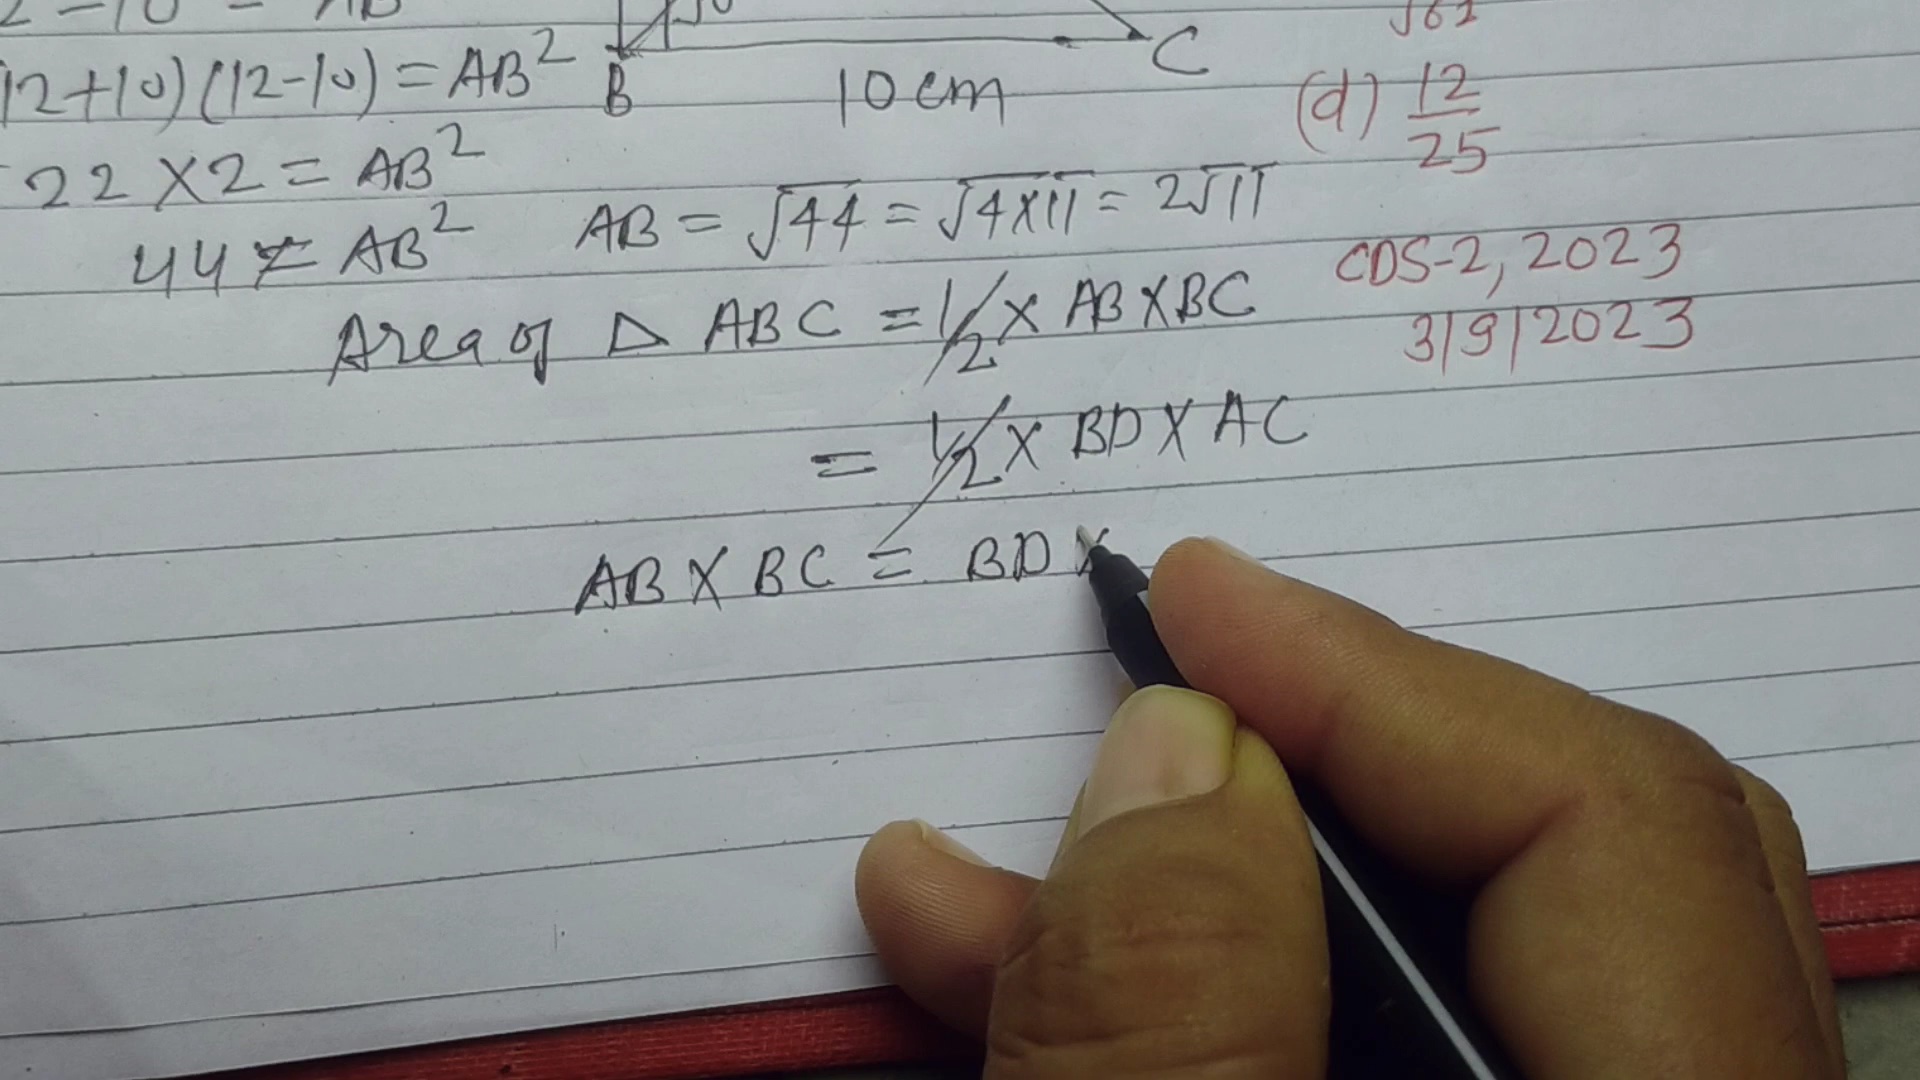 (12+10)(12-10) = AB²
22 × 2 = AB²
44 = AB²
B
C
10 cm
AB = √44 = √4×11 = 2√11
Area of Δ ABC = 1/2 × AB × BC
= 1/2 × BD × AC
AB × BC = BD ×
√61
(d) 12/25
CDS-2, 2023
3/9/2023